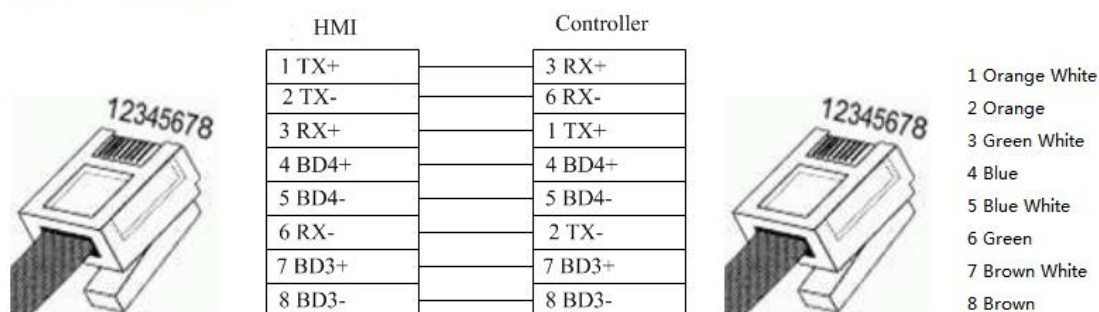 HMI Controller
1 TX+ 3 RX+
2 TX- 6 RX-
3 RX+ 1 TX+
4 BD4+ 4 BD4+
5 BD4- 5 BD4-
6 RX- 2 TX-
7 BD3+ 7 BD3+
8 BD3- 8 BD3-
12345678
12345678
1 Orange White
2 Orange
3 Green White
4 Blue
5 Blue White
6 Green
7 Brown White
8 Brown